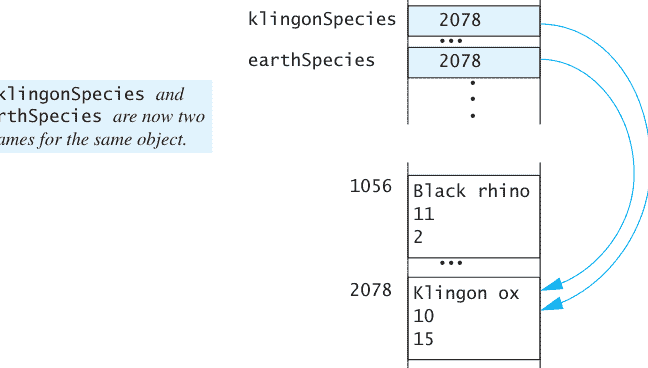 klingonSpecies 2078
...
earthSpecies 2078
klingonSpecies and
rthSpecies are now two
ames for the same object.
1056 Black rhino
11
2
...
2078 Klingon ox
10
15